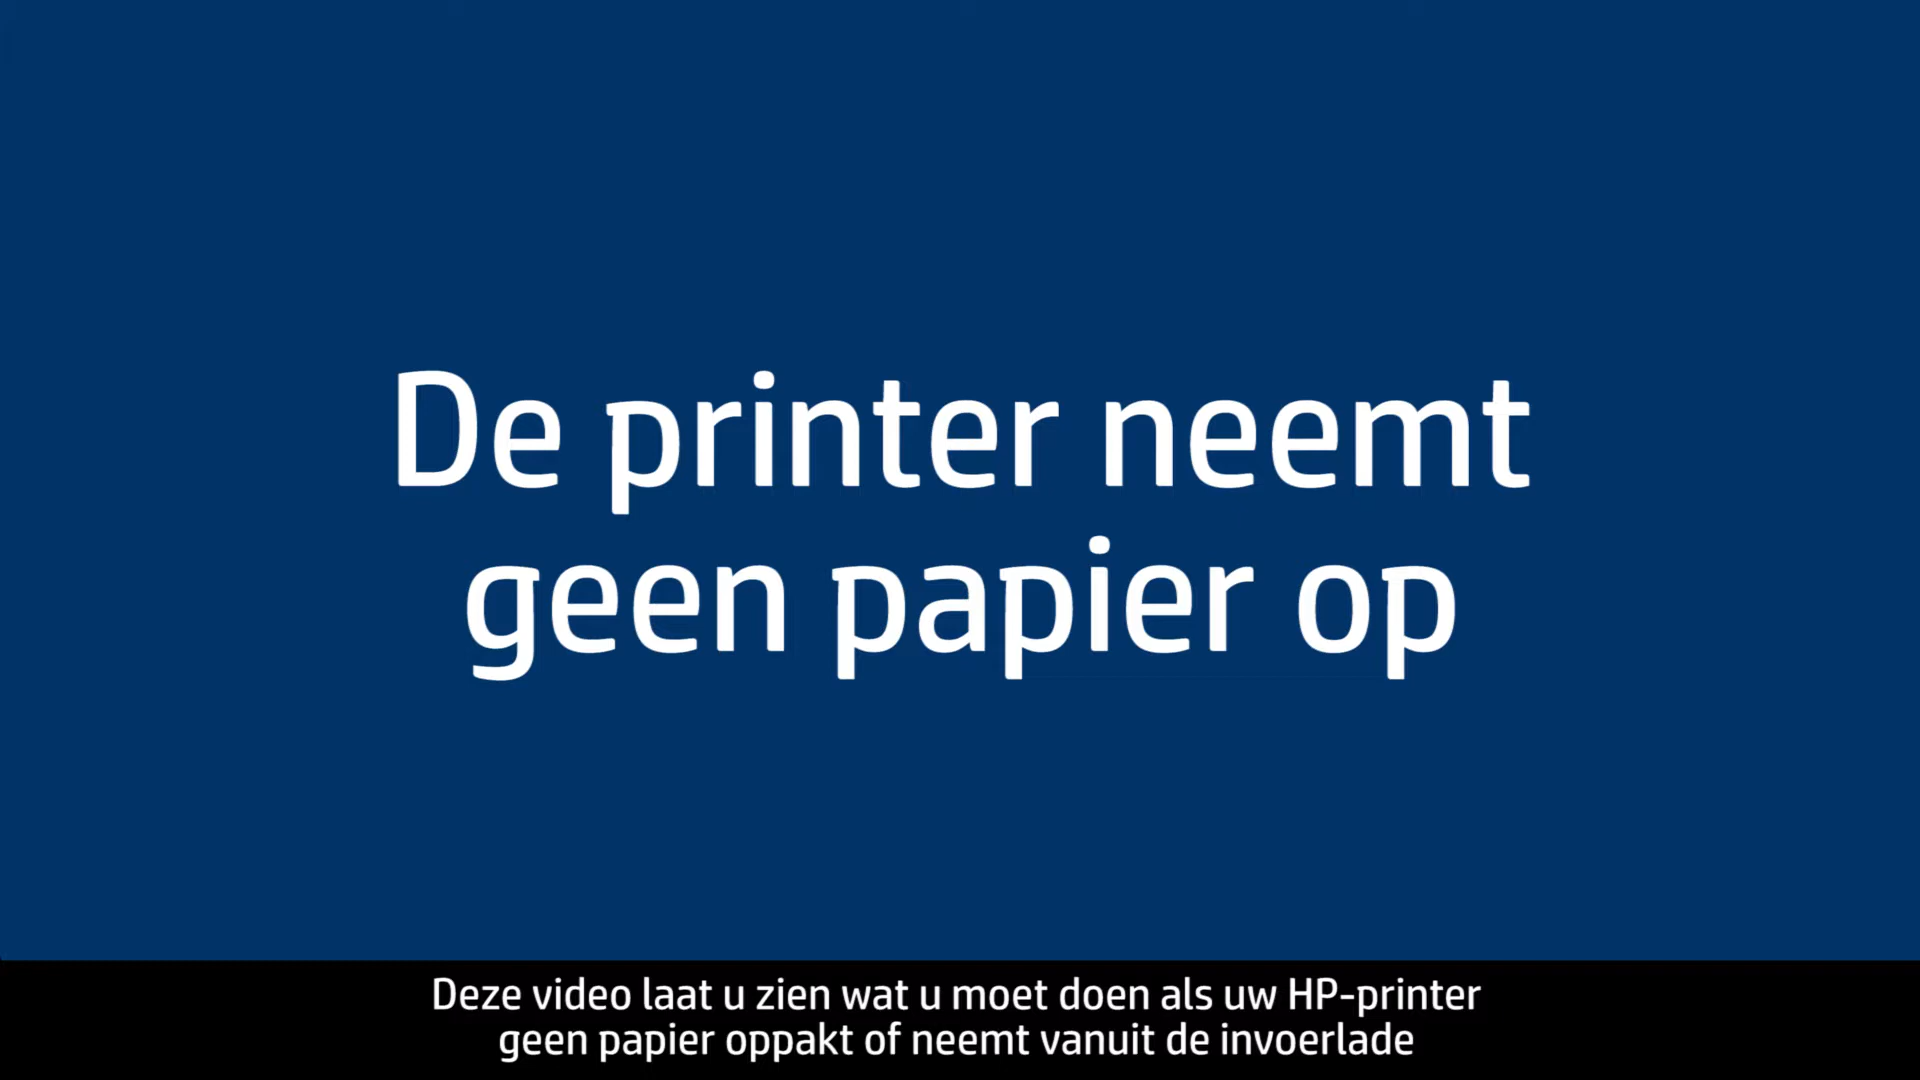 De printer neemt
geen papier op
Deze video laat u zien wat u moet doen als uw HP-printer
geen papier oppakt of neemt vanuit de invoerlade